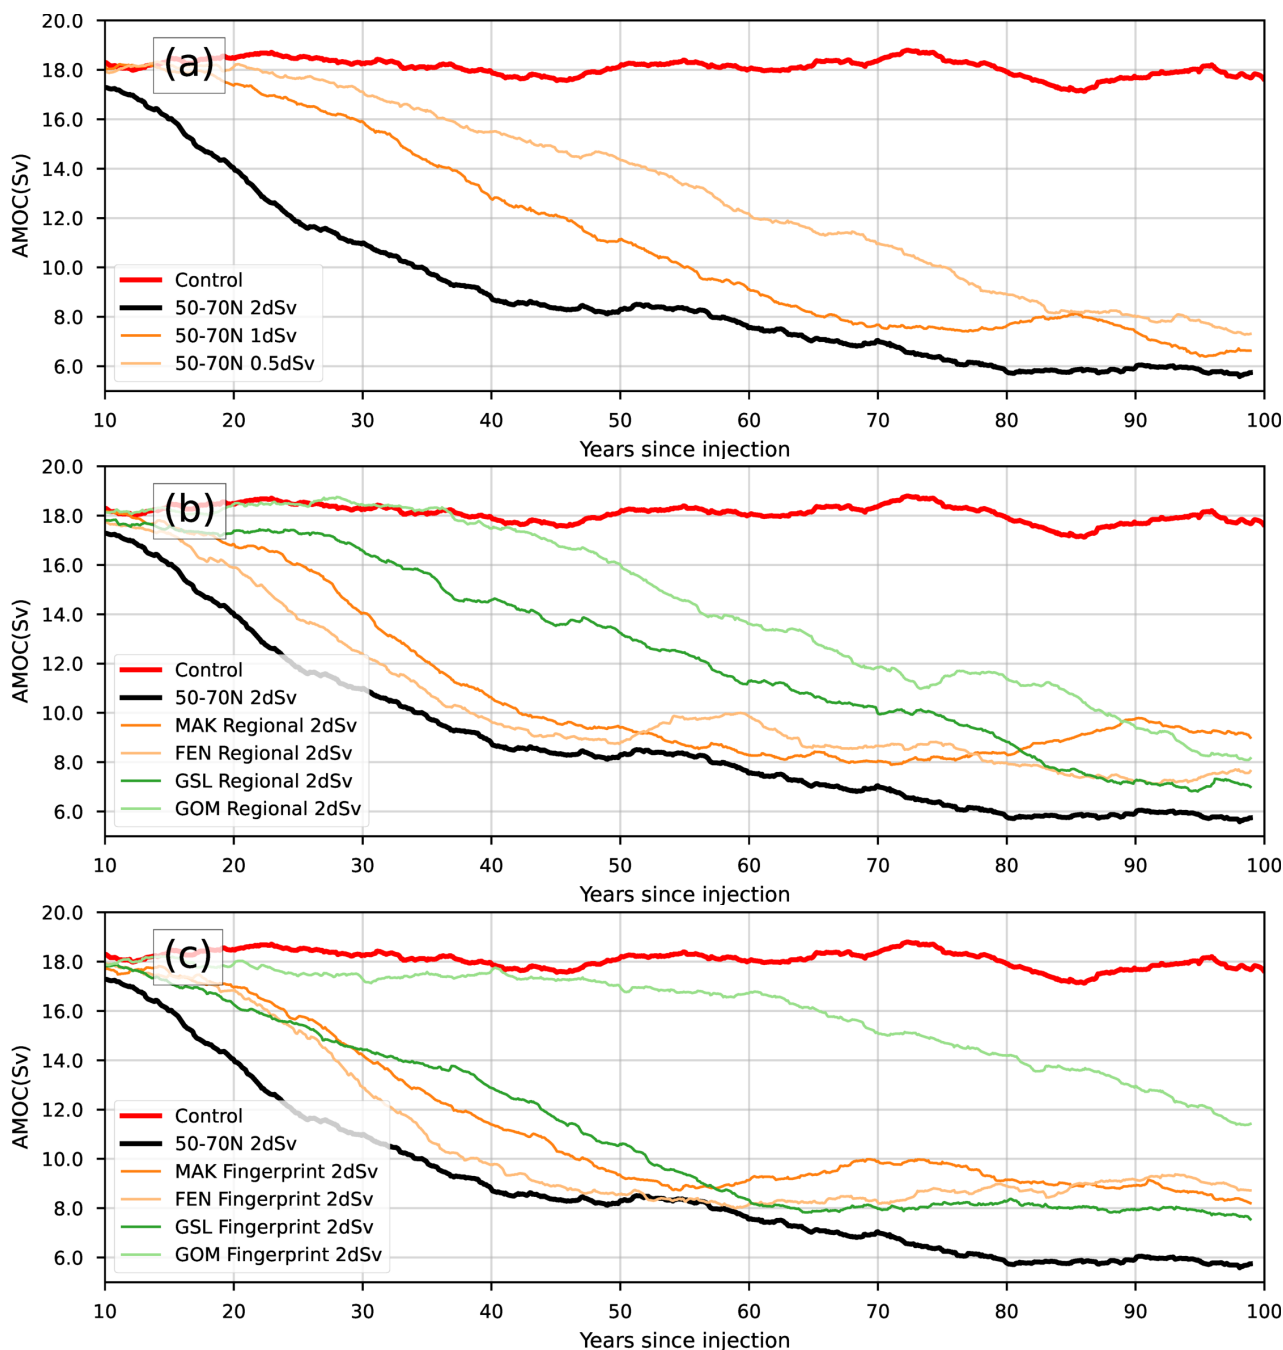 20.0
18.0
16.0
14.0
12.0
10.0
8.0
6.0
AMOC(Sv)
(a)
Control
50-70N 2dSv
50-70N 1dSv
50-70N 0.5dSv
10 20 30 40 50 60 70 80 90 100
Years since injection
20.0
18.0
16.0
14.0
12.0
10.0
8.0
6.0
AMOC(Sv)
(b)
Control
50-70N 2dSv
MAK Regional 2dSv
FEN Regional 2dSv
GSL Regional 2dSv
GOM Regional 2dSv
10 20 30 40 50 60 70 80 90 100
Years since injection
20.0
18.0
16.0
14.0
12.0
10.0
8.0
6.0
AMOC(Sv)
(c)
Control
50-70N 2dSv
MAK Fingerprint 2dSv
FEN Fingerprint 2dSv
GSL Fingerprint 2dSv
GOM Fingerprint 2dSv
10 20 30 40 50 60 70 80 90 100
Years since injection